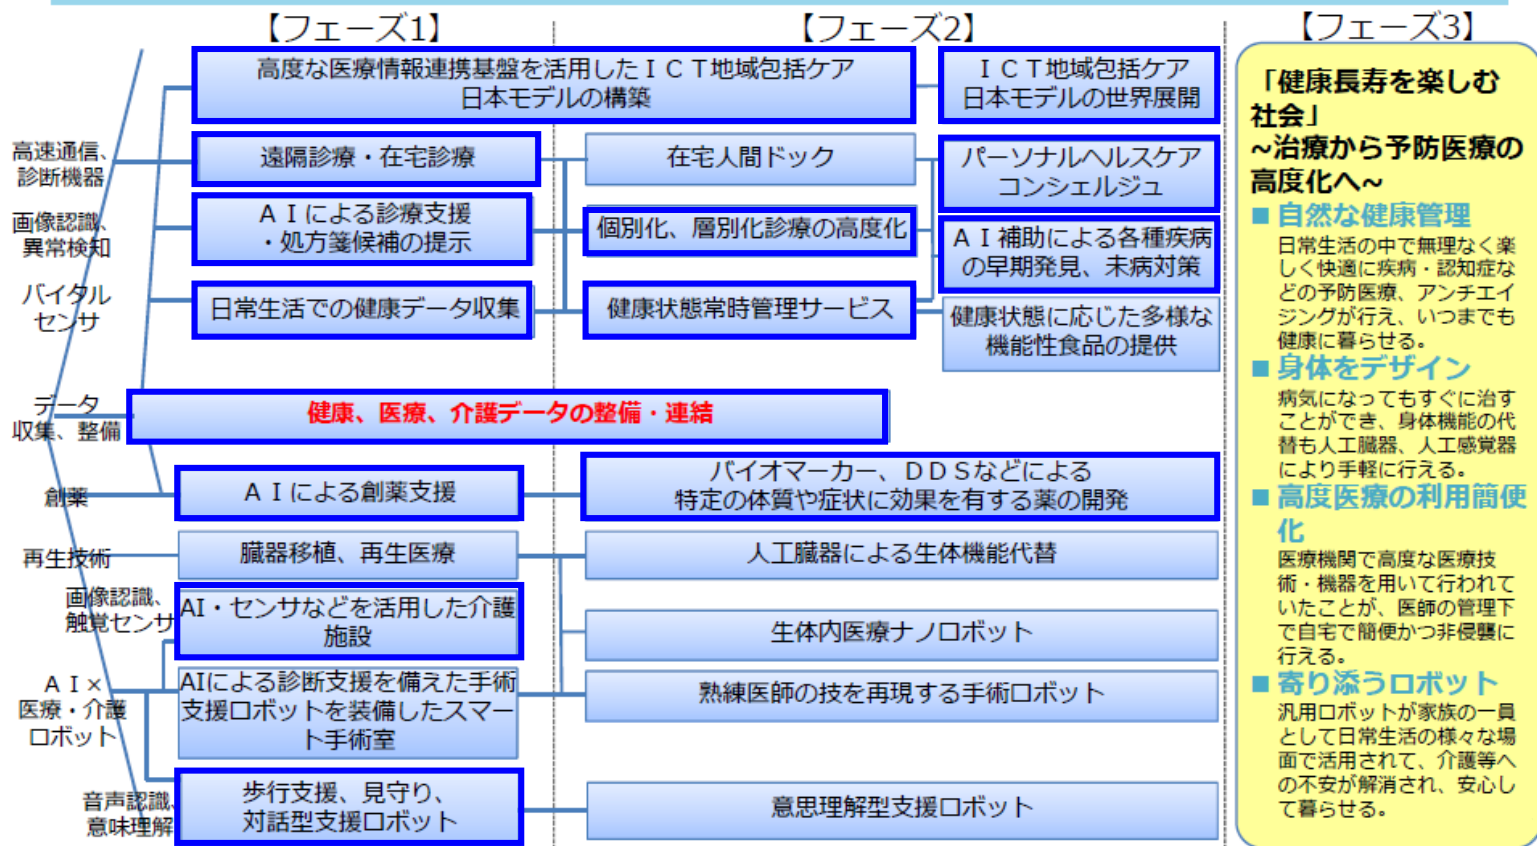 【フェーズ1】
【フェーズ2】
【フェーズ3】
高度な医療情報連携基盤を活用したＩＣＴ地域包括ケア
日本モデルの構築
ＩＣＴ地域包括ケア
日本モデルの世界展開
高速通信、
診断機器
遠隔診療・在宅診療
在宅人間ドック
パーソナルヘルスケア
コンシェルジュ
画像認識、
異常検知
ＡＩによる診療支援
・処方箋候補の提示
個別化、層別化診療の高度化
ＡＩ補助による各種疾病
の早期発見、未病対策
バイタル
センサ
日常生活での健康データ収集
健康状態常時管理サービス
健康状態に応じた多様な
機能性食品の提供
データ
収集、整備
健康、医療、介護データの整備・連結
創薬
ＡＩによる創薬支援
バイオマーカー、ＤＤＳなどによる
特定の体質や症状に効果を有する薬の開発
再生技術
臓器移植、再生医療
人工臓器による生体機能代替
画像認識、
触覚センサ
AI・センサなどを活用した介護
施設
生体内医療ナノロボット
ＡＩ×
医療・介護
ロボット
AIによる診断支援を備えた手術
支援ロボットを装備したスマー
ト手術室
熟練医師の技を再現する手術ロボット
音声認識、
意味理解
歩行支援、見守り、
対話型支援ロボット
意思理解型支援ロボット
「健康長寿を楽しむ
社会」
~治療から予防医療の
高度化へ~
■ 自然な健康管理
日常生活の中で無理なく楽
しく快適に疾病・認知症な
どの予防医療、アンチエイ
ジングが行え、いつまでも
健康に暮らせる。
■ 身体をデザイン
病気になってもすぐに治す
ことができ、身体機能の代
替も人工臓器、人工感覚器
により手軽に行える。
■ 高度医療の利用簡便
化
医療機関で高度な医療技
術・機器を用いて行われて
いたことが、医師の管理下
で自宅で簡便かつ非侵襲に
行える。
■ 寄り添うロボット
汎用ロボットが家族の一員
として日常生活の様々な場
面で活用されて、介護等へ
の不安が解消され、安心し
て暮らせる。